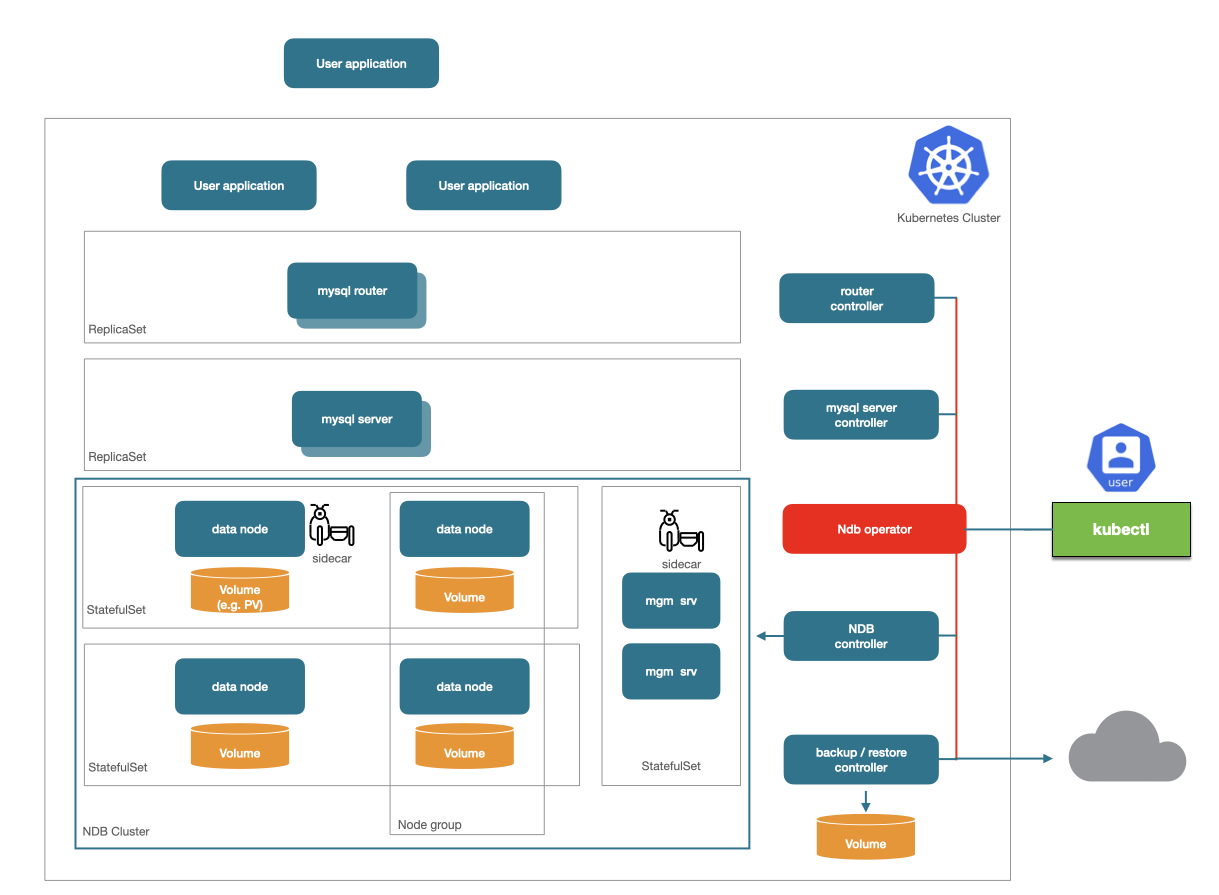 User application
User application
User application
Kubernetes Cluster
mysql router
ReplicaSet
router
controller
mysql server
ReplicaSet
mysql server
controller
user
kubectl
Ndb operator
data node
sidecar
data node
Volume
(e.g. PV)
Volume
StatefulSet
sidecar
mgm srv
mgm srv
StatefulSet
NDB
controller
data node
data node
Volume
Volume
StatefulSet
NDB Cluster
Node group
backup / restore
controller
Volume